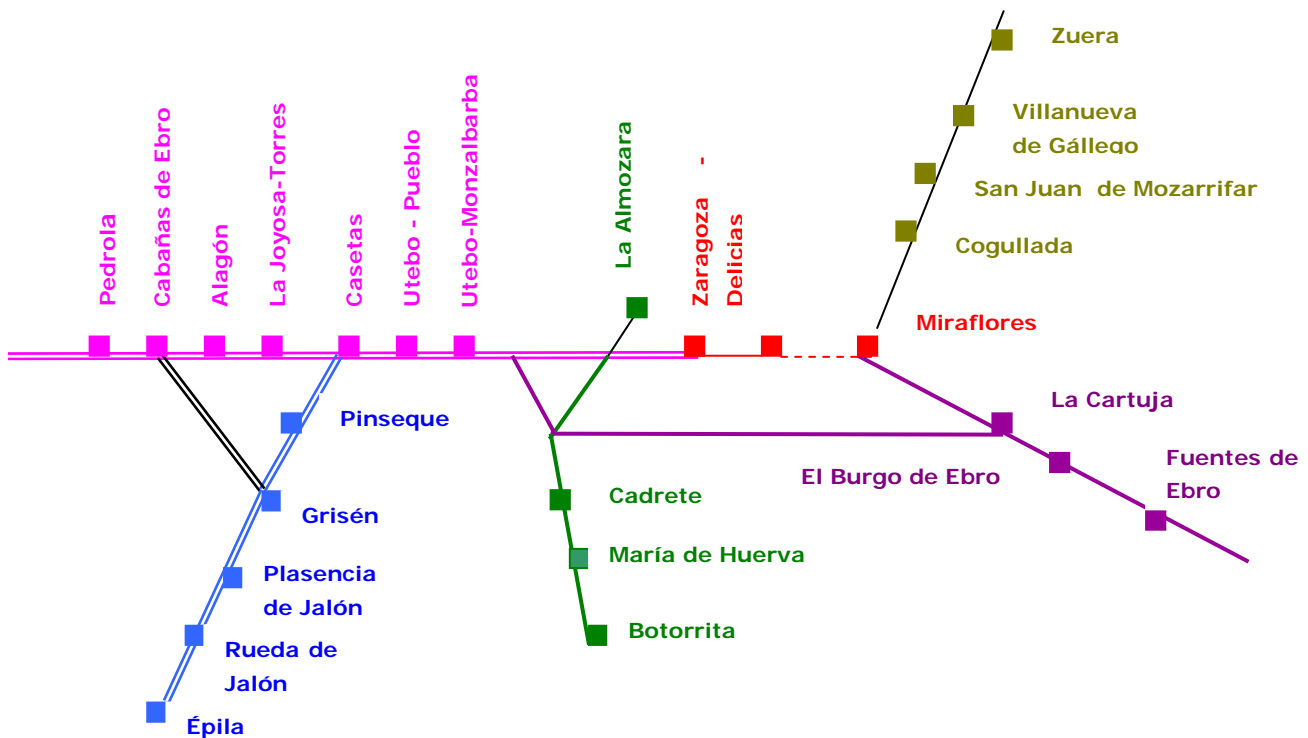 Pedrola
Cabañas de Ebro
Alagón
La Joyosa-Torres
Casetas
Utebo - Pueblo
Utebo-Monzalbarba
La Almozara
Zaragoza -
Delicias
Miraflores
Zuera
Villanueva
de Gállego
San Juan de Mozarrifar
Cogullada
La Cartuja
El Burgo de Ebro
Fuentes de
Ebro
Pinseque
Grisén
Plasencia
de Jalón
Rueda de
Jalón
Épila
Cadrete
María de Huerva
Botorrita